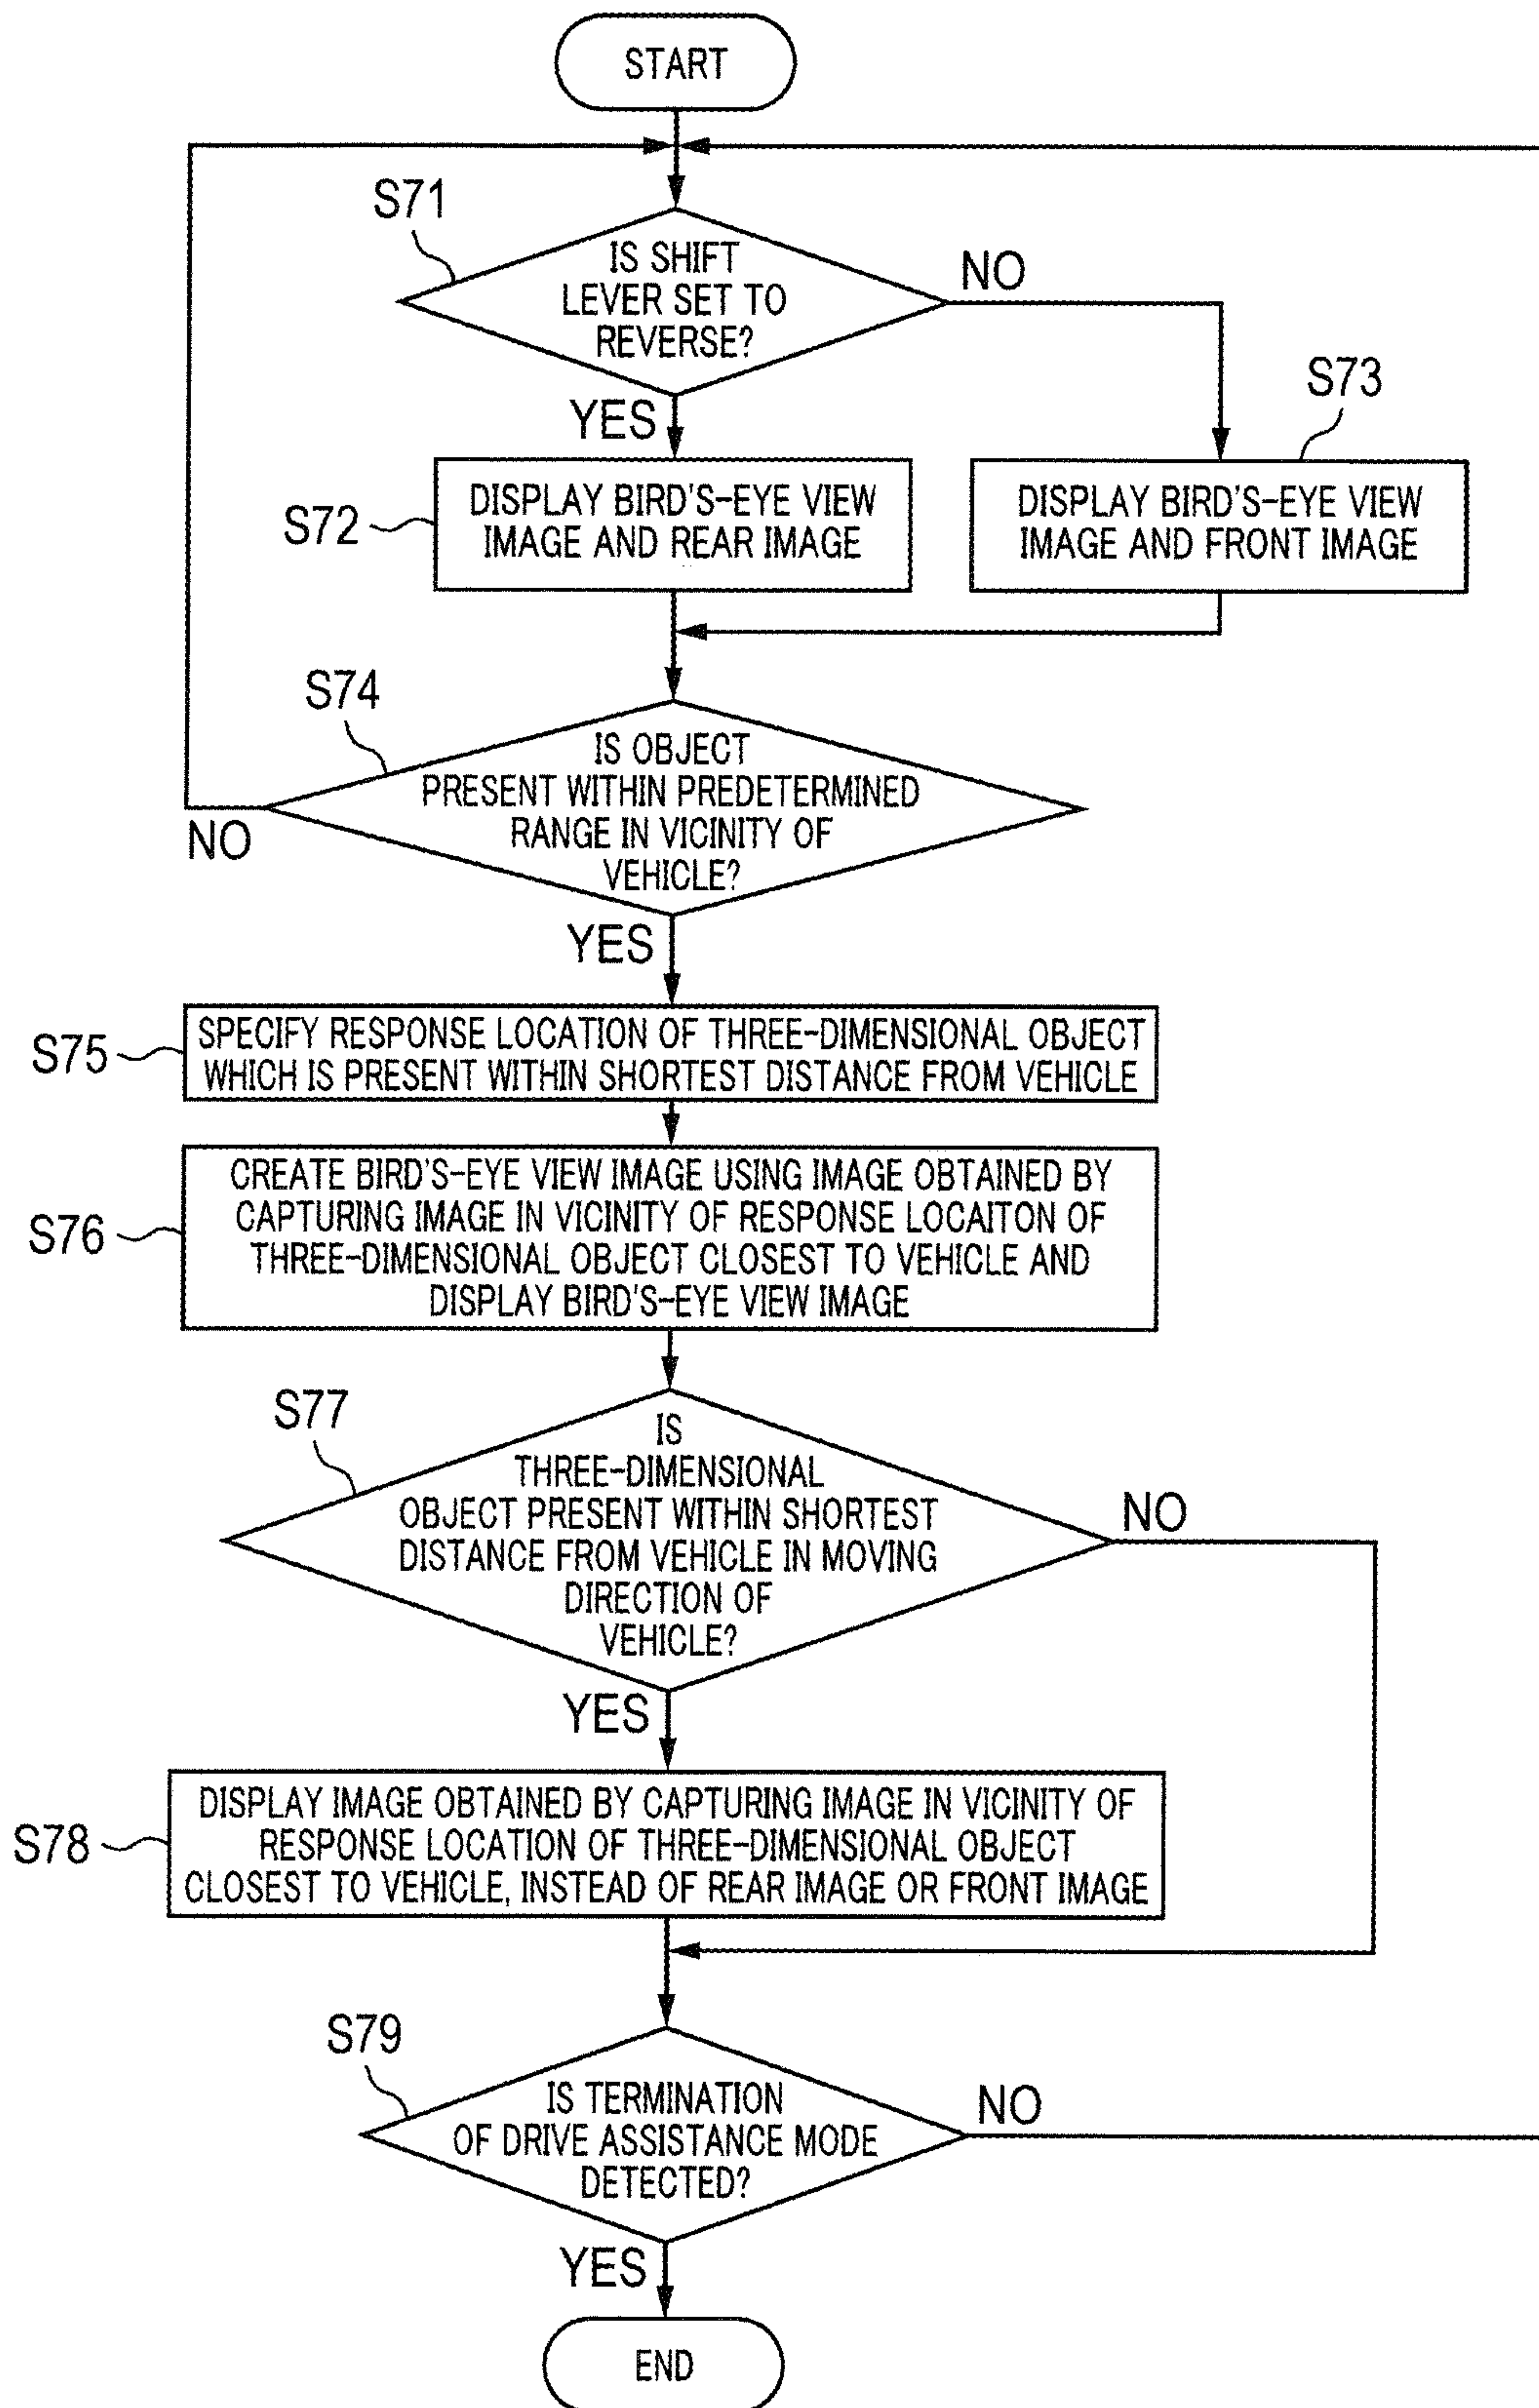 START
S71
IS SHIFT
LEVER SET TO
REVERSE?
NO
YES
S73
S72
DISPLAY BIRD'S-EYE VIEW
IMAGE AND REAR IMAGE
DISPLAY BIRD'S-EYE VIEW
IMAGE AND FRONT IMAGE
S74
IS OBJECT
PRESENT WITHIN PREDETERMINED
RANGE IN VICINITY OF
VEHICLE?
NO
YES
S75
SPECIFY RESPONSE LOCATION OF THREE-DIMENSIONAL OBJECT
WHICH IS PRESENT WITHIN SHORTEST DISTANCE FROM VEHICLE
S76
CREATE BIRD'S-EYE VIEW IMAGE USING IMAGE OBTAINED BY
CAPTURING IMAGE IN VICINITY OF RESPONSE LOCAITON OF
THREE-DIMENSIONAL OBJECT CLOSEST TO VEHICLE AND
DISPLAY BIRD'S-EYE VIEW IMAGE
S77
IS
THREE-DIMENSIONAL
OBJECT PRESENT WITHIN SHORTEST
DISTANCE FROM VEHICLE IN MOVING
DIRECTION OF
VEHICLE?
NO
YES
S78
DISPLAY IMAGE OBTAINED BY CAPTURING IMAGE IN VICINITY OF
RESPONSE LOCATION OF THREE-DIMENSIONAL OBJECT
CLOSEST TO VEHICLE, INSTEAD OF REAR IMAGE OR FRONT IMAGE
S79
IS TERMINATION
OF DRIVE ASSISTANCE MODE
DETECTED?
NO
YES
END